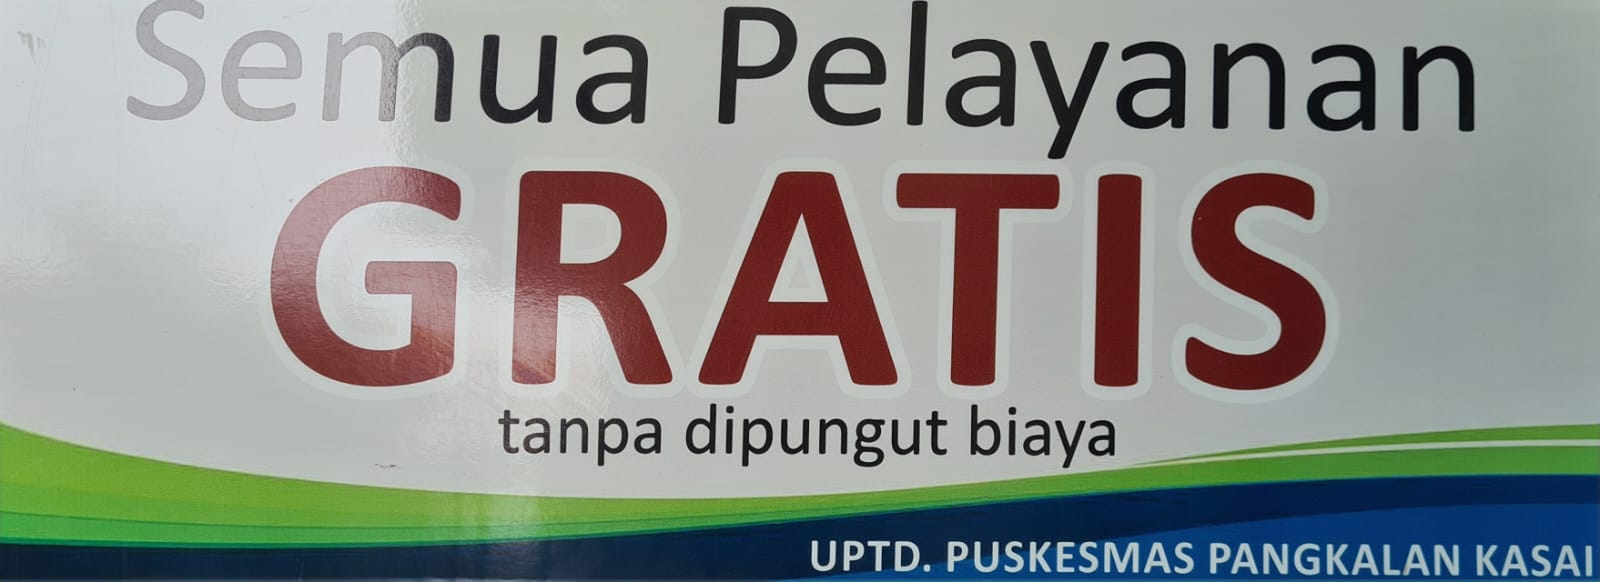 Semua Pelayanan
GRATIS
tanpa dipungut biaya
UPTD. PUSKESMAS PANGKALAN KASAI